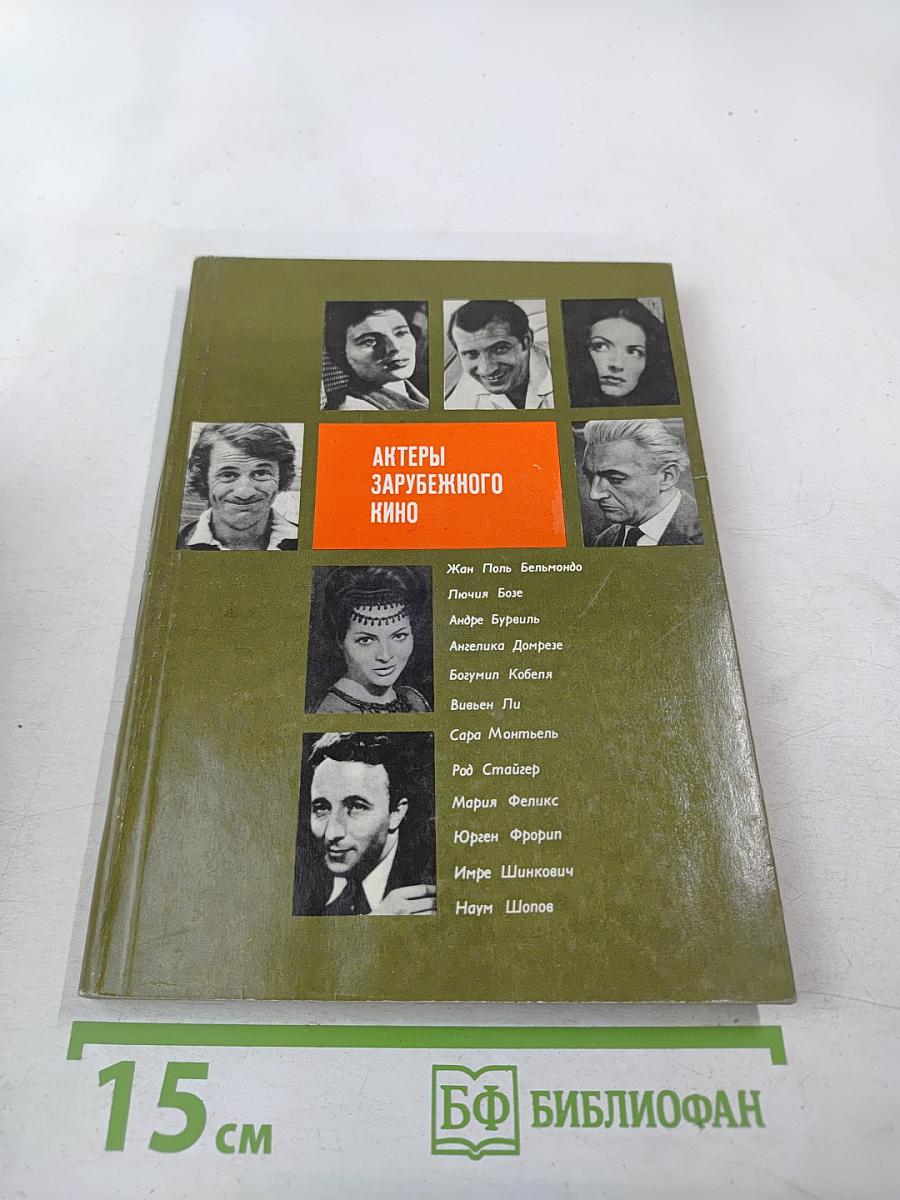 АКТЕРЫ
ЗАРУБЕЖНОГО
КИНО
Жан Поль Бельмондо
Лючия Бозе
Андре Бурвиль
Ангелика Домрезе
Богумил Кобеля
Вивьен Ли
Сара Монтьель
Род Стайгер
Мария Феликс
Юрген Фрорип
Имре Шинкович
Наум Шопов
15 см
БФ БИБЛИОФАН